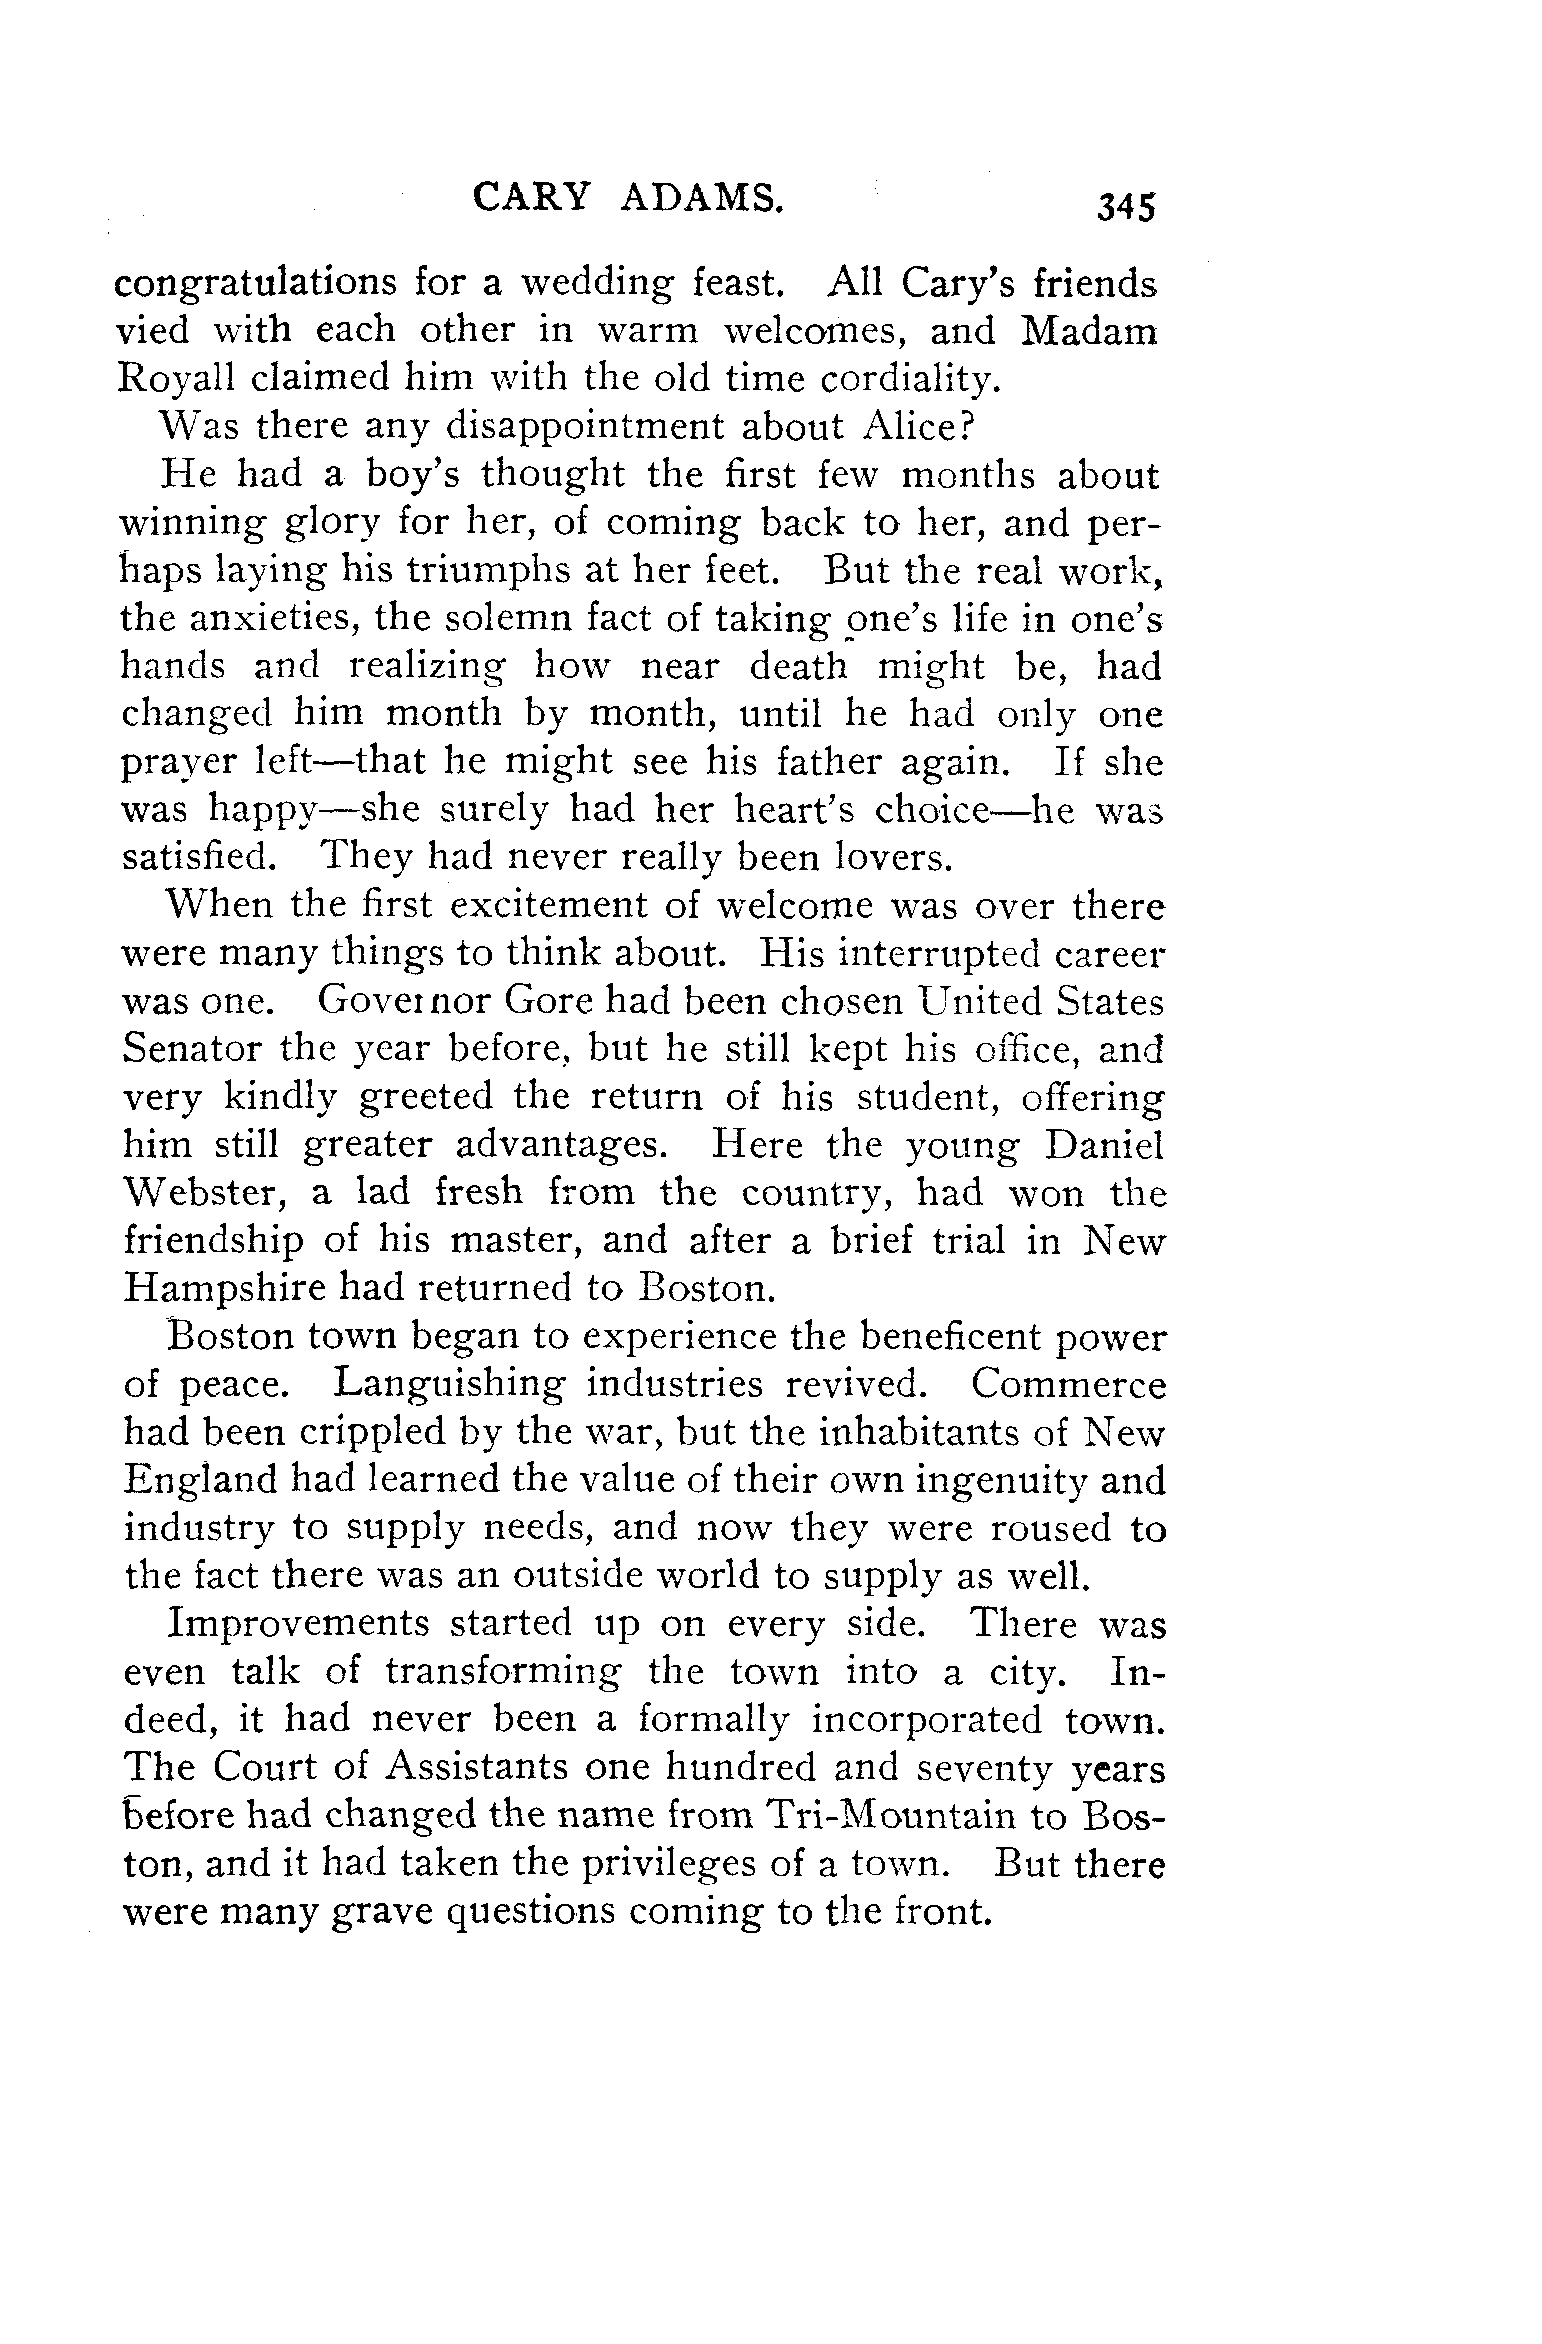 CARY ADAMS. 345
congratulations for a wedding feast. All Cary's friends
vied with each other in warm welcomes, and Madam
Royall claimed him with the old time cordiality.
Was there any disappointment about Alice?
He had a boy's thought the first few months about
winning glory for her, of coming back to her, and per-
haps laying his triumphs at her feet. But the real work,
the anxieties, the solemn fact of taking one's life in one's
hands and realizing how near death might be, had
changed him month by month, until he had only one
prayer left—that he might see his father again. If she
was happy—she surely had her heart's choice—he was
satisfied. They had never really been lovers.
When the first excitement of welcome was over there
were many things to think about. His interrupted career
was one. Governor Gore had been chosen United States
Senator the year before, but he still kept his office, and
very kindly greeted the return of his student, offering
him still greater advantages. Here the young Daniel
Webster, a lad fresh from the country, had won the
friendship of his master, and after a brief trial in New
Hampshire had returned to Boston.
Boston town began to experience the beneficent power
of peace. Languishing industries revived. Commerce
had been crippled by the war, but the inhabitants of New
England had learned the value of their own ingenuity and
industry to supply needs, and now they were roused to
the fact there was an outside world to supply as well.
Improvements started up on every side. There was
even talk of transforming the town into a city. In-
deed, it had never been a formally incorporated town.
The Court of Assistants one hundred and seventy years
before had changed the name from Tri-Mountain to Bos-
ton, and it had taken the privileges of a town. But there
were many grave questions coming to the front.